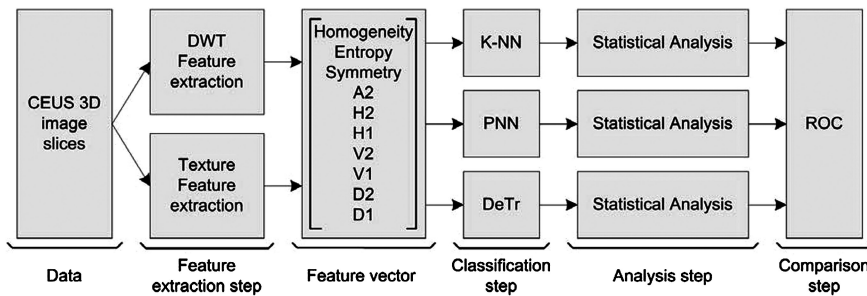 CEUS 3D
image
slices
DWT
Feature
extraction
Texture
Feature
extraction
Homogeneity
Entropy
Symmetry
A2
H2
H1
V2
V1
D2
D1
K-NN
PNN
DeTr
Statistical Analysis
Statistical Analysis
Statistical Analysis
ROC
Data
Feature
extraction step
Feature vector
Classification
step
Analysis step
Comparison
step